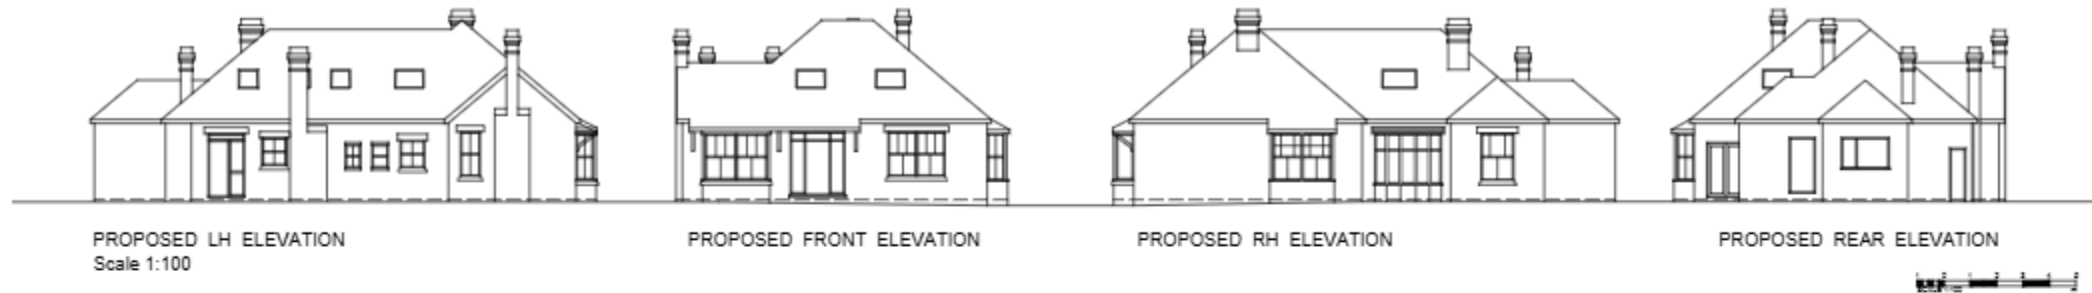 PROPOSED LH ELEVATION
Scale 1:100
PROPOSED FRONT ELEVATION
PROPOSED RH ELEVATION
PROPOSED REAR ELEVATION